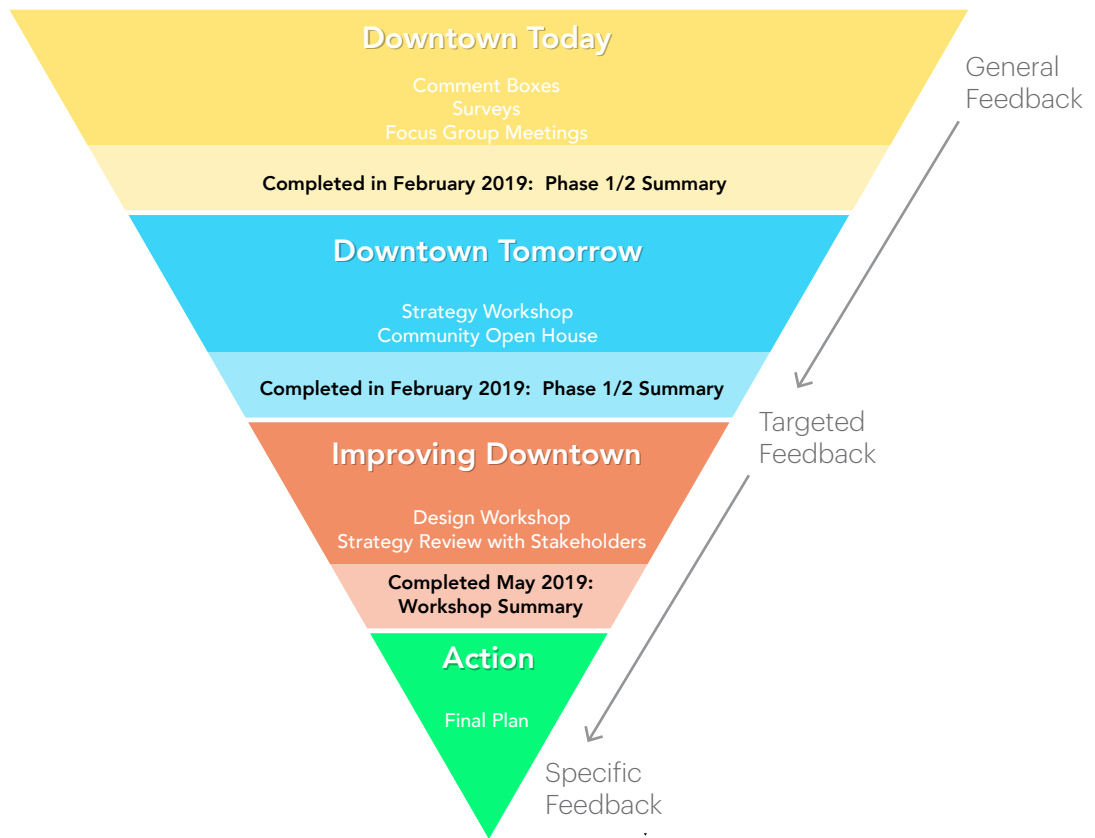 Downtown Today
Comment Boxes
Surveys
Focus Group Meetings
Completed in February 2019:  Phase 1/2 Summary
General
Feedback
Downtown Tomorrow
Strategy Workshop
Community Open House
Completed in February 2019:  Phase 1/2 Summary
Targeted
Feedback
Improving Downtown
Design Workshop
Strategy Review with Stakeholders
Completed May 2019:
Workshop Summary
Action
Final Plan
Specific
Feedback